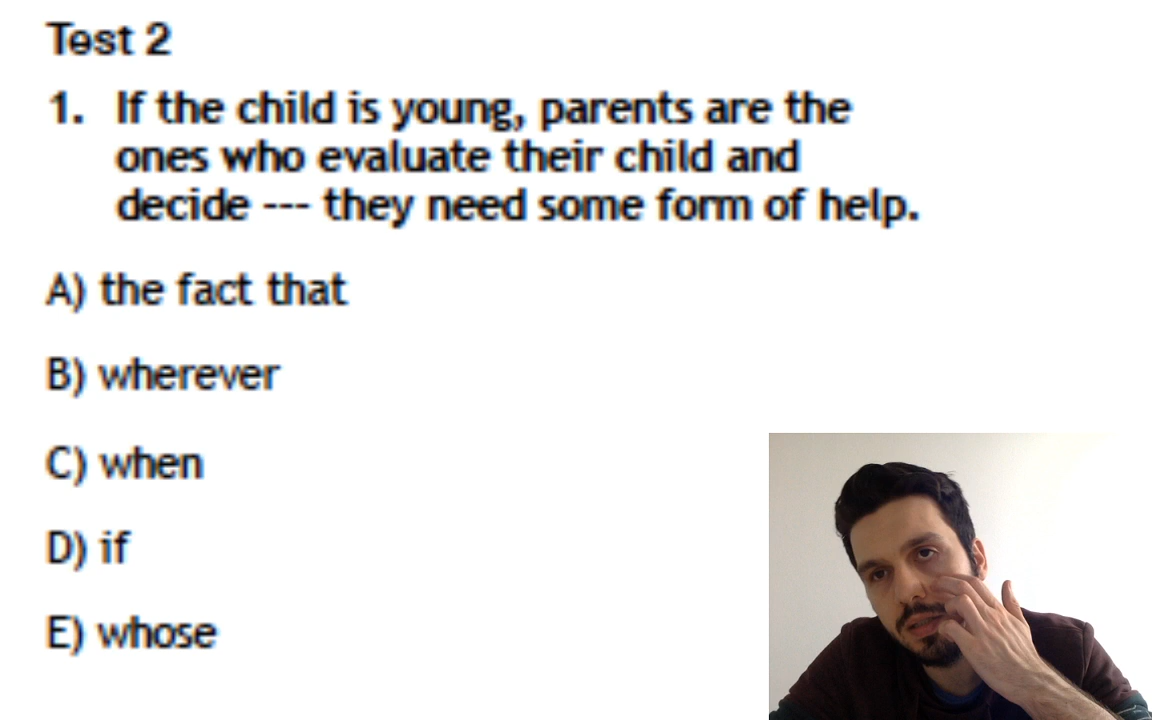 Test 2
1. If the child is young, parents are the
ones who evaluate their child and
decide --- they need some form of help.
A) the fact that
B) wherever
C) when
D) if
E) whose